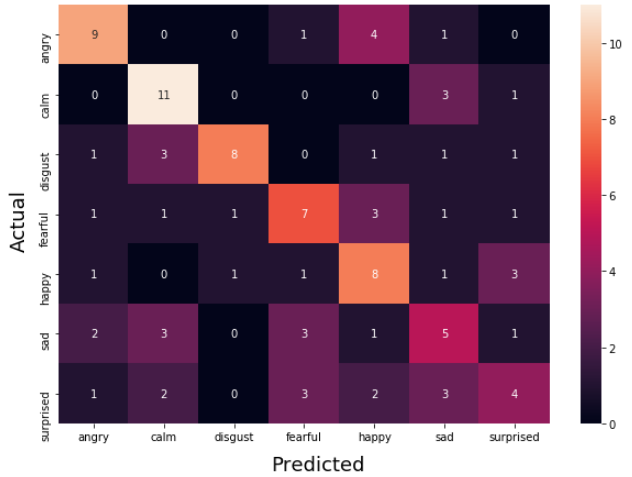 angry 9 0 0 1 4 1 0
calm 0 11 0 0 0 3 1
disgust 1 3 8 0 1 1 1
fearful 1 1 1 7 3 1 1
happy 1 0 1 1 8 1 3
sad 2 3 0 3 1 5 1
surprised 1 2 0 3 2 3 4
angry calm disgust fearful happy sad surprised
Actual
Predicted
10
8
6
4
2
0